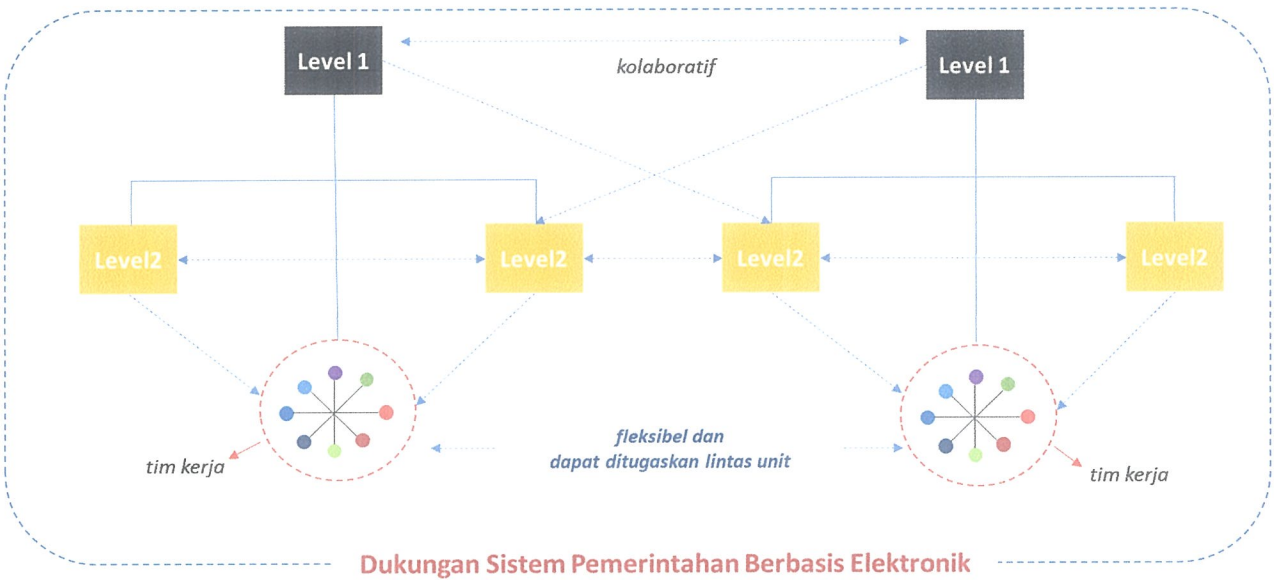 Level 1
Level 1
kolaboratif
Level2
Level2
Level2
Level2
fleksibel dan
dapat ditugaskan lintas unit
tim kerja
tim kerja
Dukungan Sistem Pemerintahan Berbasis Elektronik